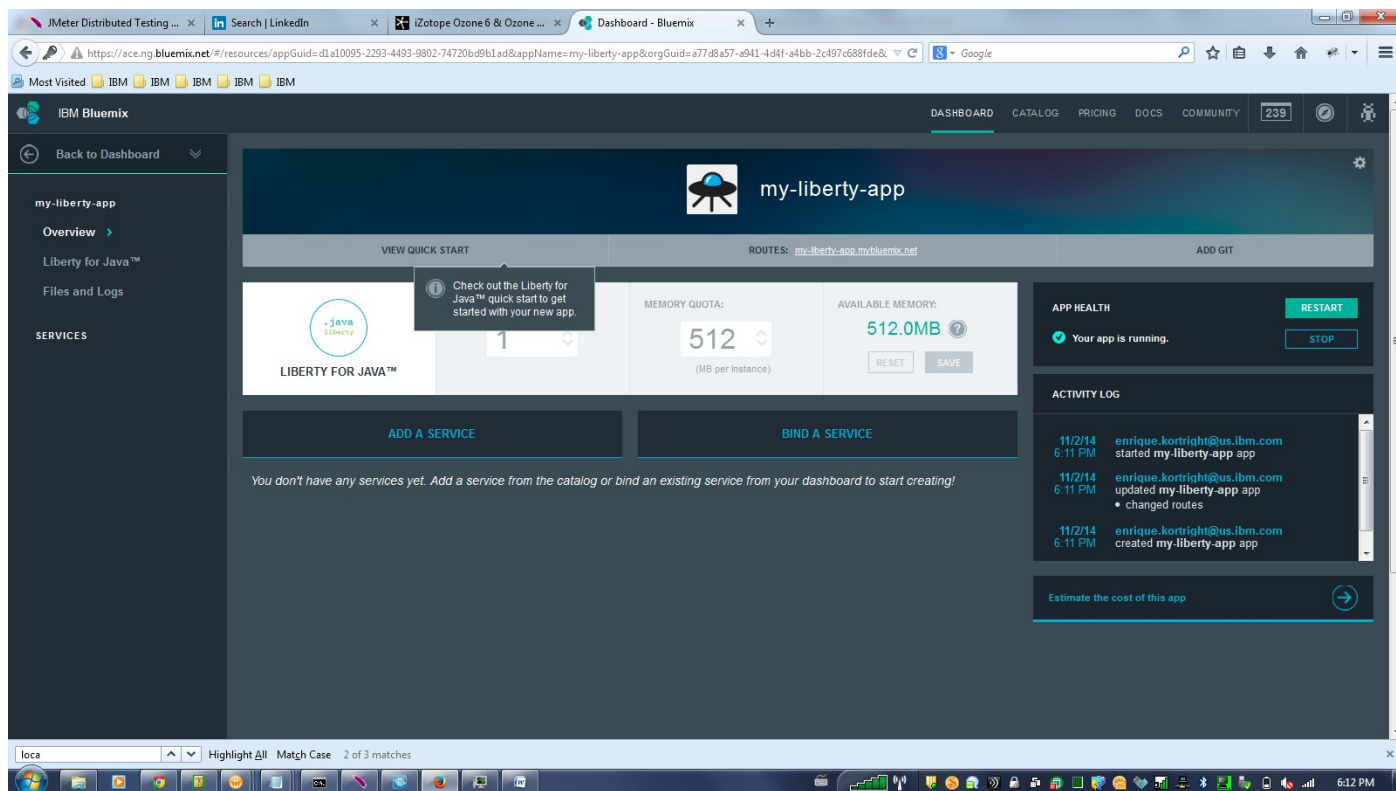 JMeter Distributed Testing ...
Search | LinkedIn
iZotope Ozone 6 & Ozone ...
Dashboard - Bluemix
https://ace.ng.bluemix.net/#/resources/appGuid=d1a10095-2293-4493-9802-74720bd9b1ad&appName=my-liberty-app&orgGuid=a77d8a57-a941-4d4f-a4bb-2c497c688fde&
Google
Most Visited IBM IBM IBM IBM IBM
IBM Bluemix
DASHBOARD CATALOG PRICING DOCS COMMUNITY 239
Back to Dashboard
my-liberty-app
Overview
Liberty for Java™
Files and Logs
SERVICES
my-liberty-app
VIEW QUICK START
ROUTES: my-liberty-app.mybluemix.net
ADD GIT
Check out the Liberty for
Java™ quick start to get
started with your new app.
.java
liberty
LIBERTY FOR JAVA™
1
MEMORY QUOTA:
512
(MB per Instance)
AVAILABLE MEMORY:
512.0MB ?
RESET SAVE
ADD A SERVICE
BIND A SERVICE
You don't have any services yet. Add a service from the catalog or bind an existing service from your dashboard to start creating!
APP HEALTH
RESTART
Your app is running.
STOP
ACTIVITY LOG
11/2/14 enrique.kortright@us.ibm.com
6:11 PM started my-liberty-app app
11/2/14 enrique.kortright@us.ibm.com
6:11 PM updated my-liberty-app app
• changed routes
11/2/14 enrique.kortright@us.ibm.com
6:11 PM created my-liberty-app app
Estimate the cost of this app
loca
Highlight All Match Case 2 of 3 matches
6:12 PM